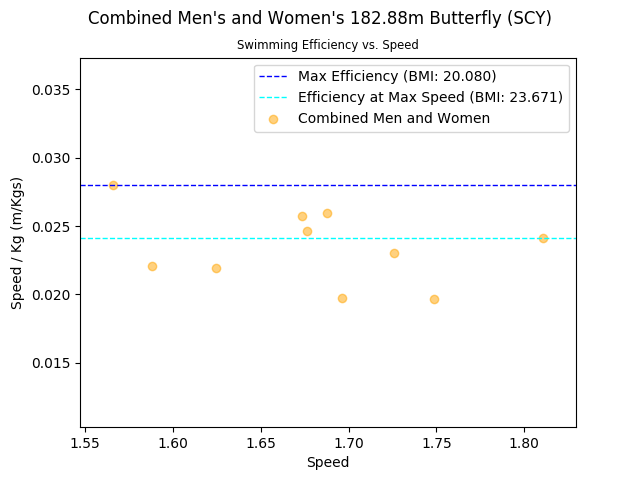 Combined Men's and Women's 182.88m Butterfly (SCY)
Swimming Efficiency vs. Speed
Max Efficiency (BMI: 20.080)
Efficiency at Max Speed (BMI: 23.671)
Combined Men and Women
Speed / Kg (m/Kgs)
0.035
0.030
0.025
0.020
0.015
1.55 1.60 1.65 1.70 1.75 1.80
Speed